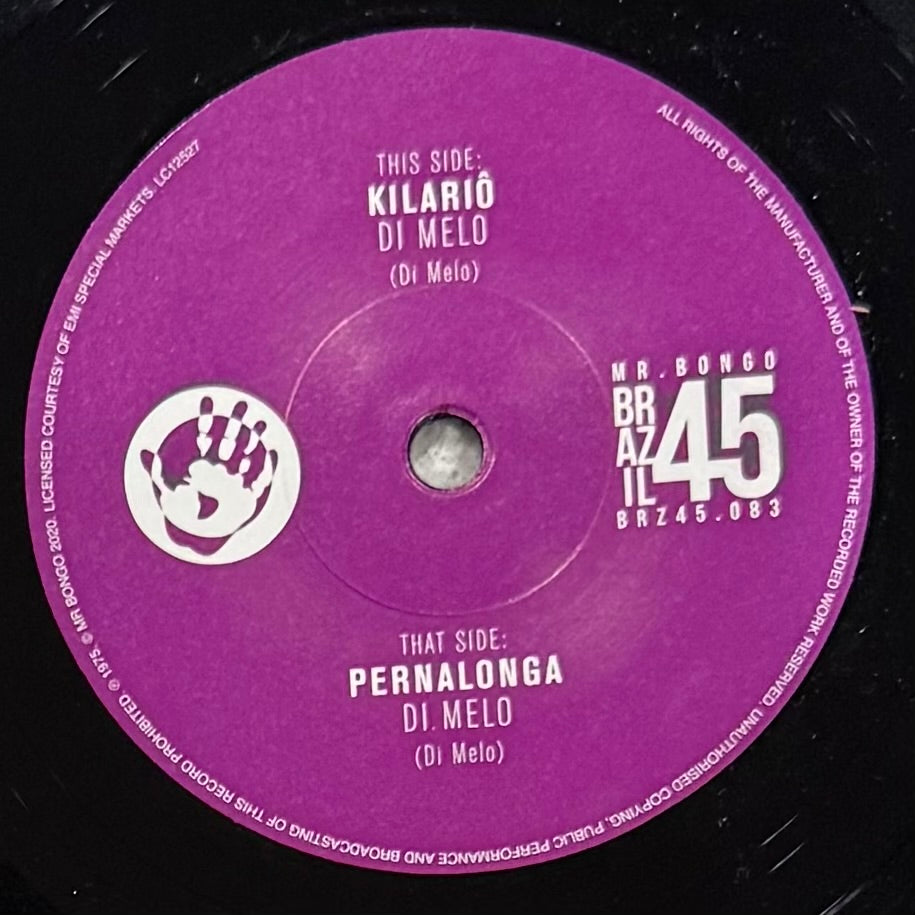 THIS SIDE:
KILARIÔ
DI MELO
(Di Melo)
MR.BONGO
BR
AZ
IL
45
BRZ45.083
THAT SIDE:
PERNALONGA
DI MELO
(Di Melo)
ALL RIGHTS OF THE MANUFACTURER AND OF THE OWNER OF THE RECORDED WORK RESERVED. UNAUTHORISED COPYING, PUBLIC PERFORMANCE AND BROADCASTING OF THIS RECORD PROHIBITED ℗ 1975. © MR BONGO 2020. LICENSED COURTESY OF EMI SPECIAL MARKETS. LC12527